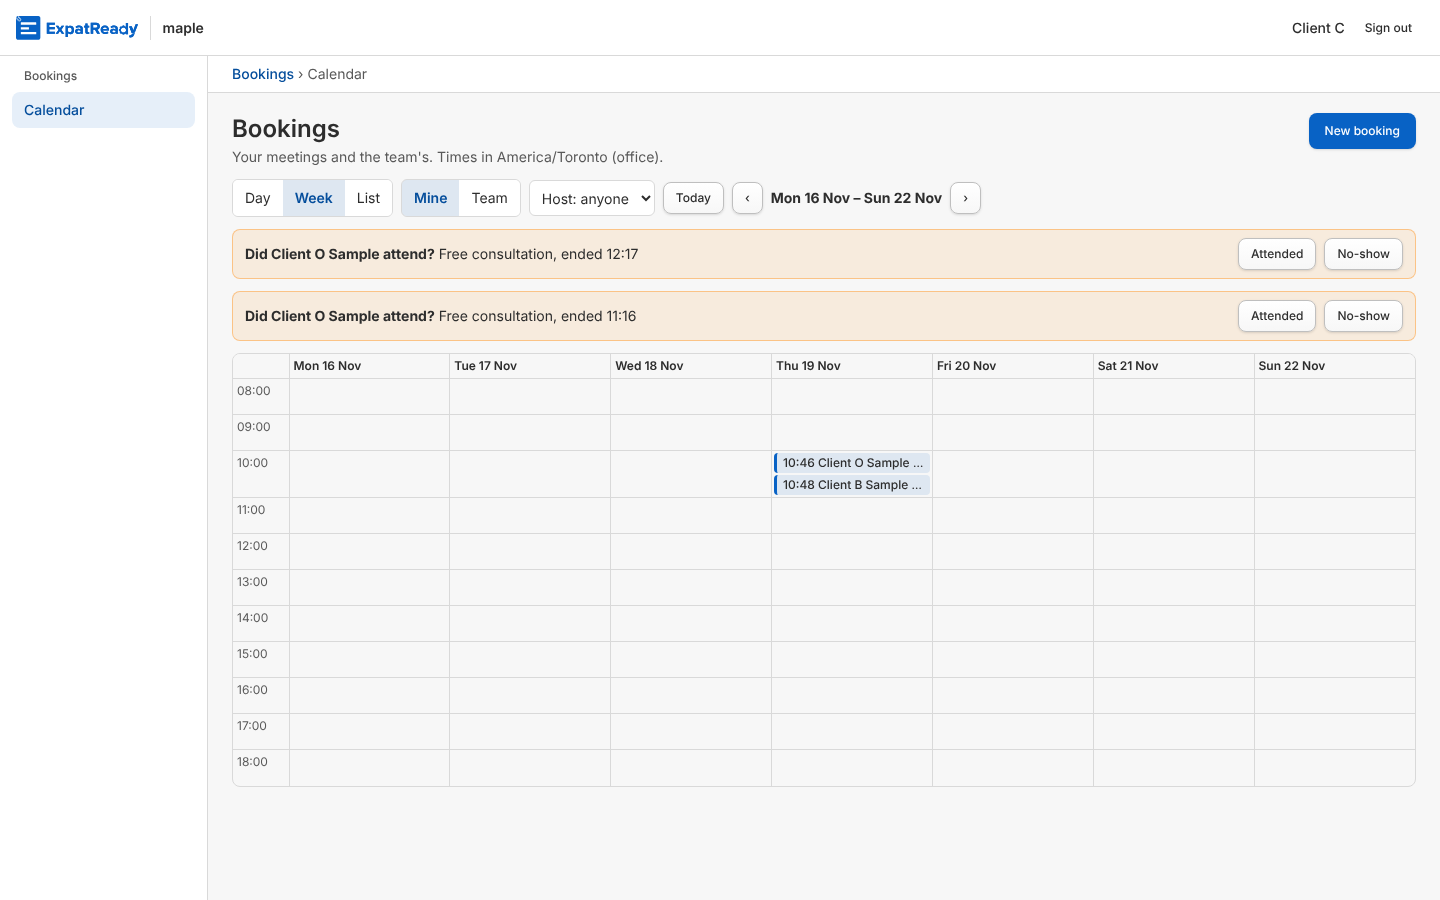 ExpatReady
maple
Client C
Sign out
Bookings
Calendar
Bookings › Calendar
Bookings
Your meetings and the team's. Times in America/Toronto (office).
New booking
Day Week List Mine Team Host: anyone Today ‹ Mon 16 Nov – Sun 22 Nov ›
Did Client O Sample attend? Free consultation, ended 12:17 Attended No-show
Did Client O Sample attend? Free consultation, ended 11:16 Attended No-show
Mon 16 Nov Tue 17 Nov Wed 18 Nov Thu 19 Nov Fri 20 Nov Sat 21 Nov Sun 22 Nov
08:00
09:00
10:00
10:46 Client O Sample ...
10:48 Client B Sample ...
11:00
12:00
13:00
14:00
15:00
16:00
17:00
18:00